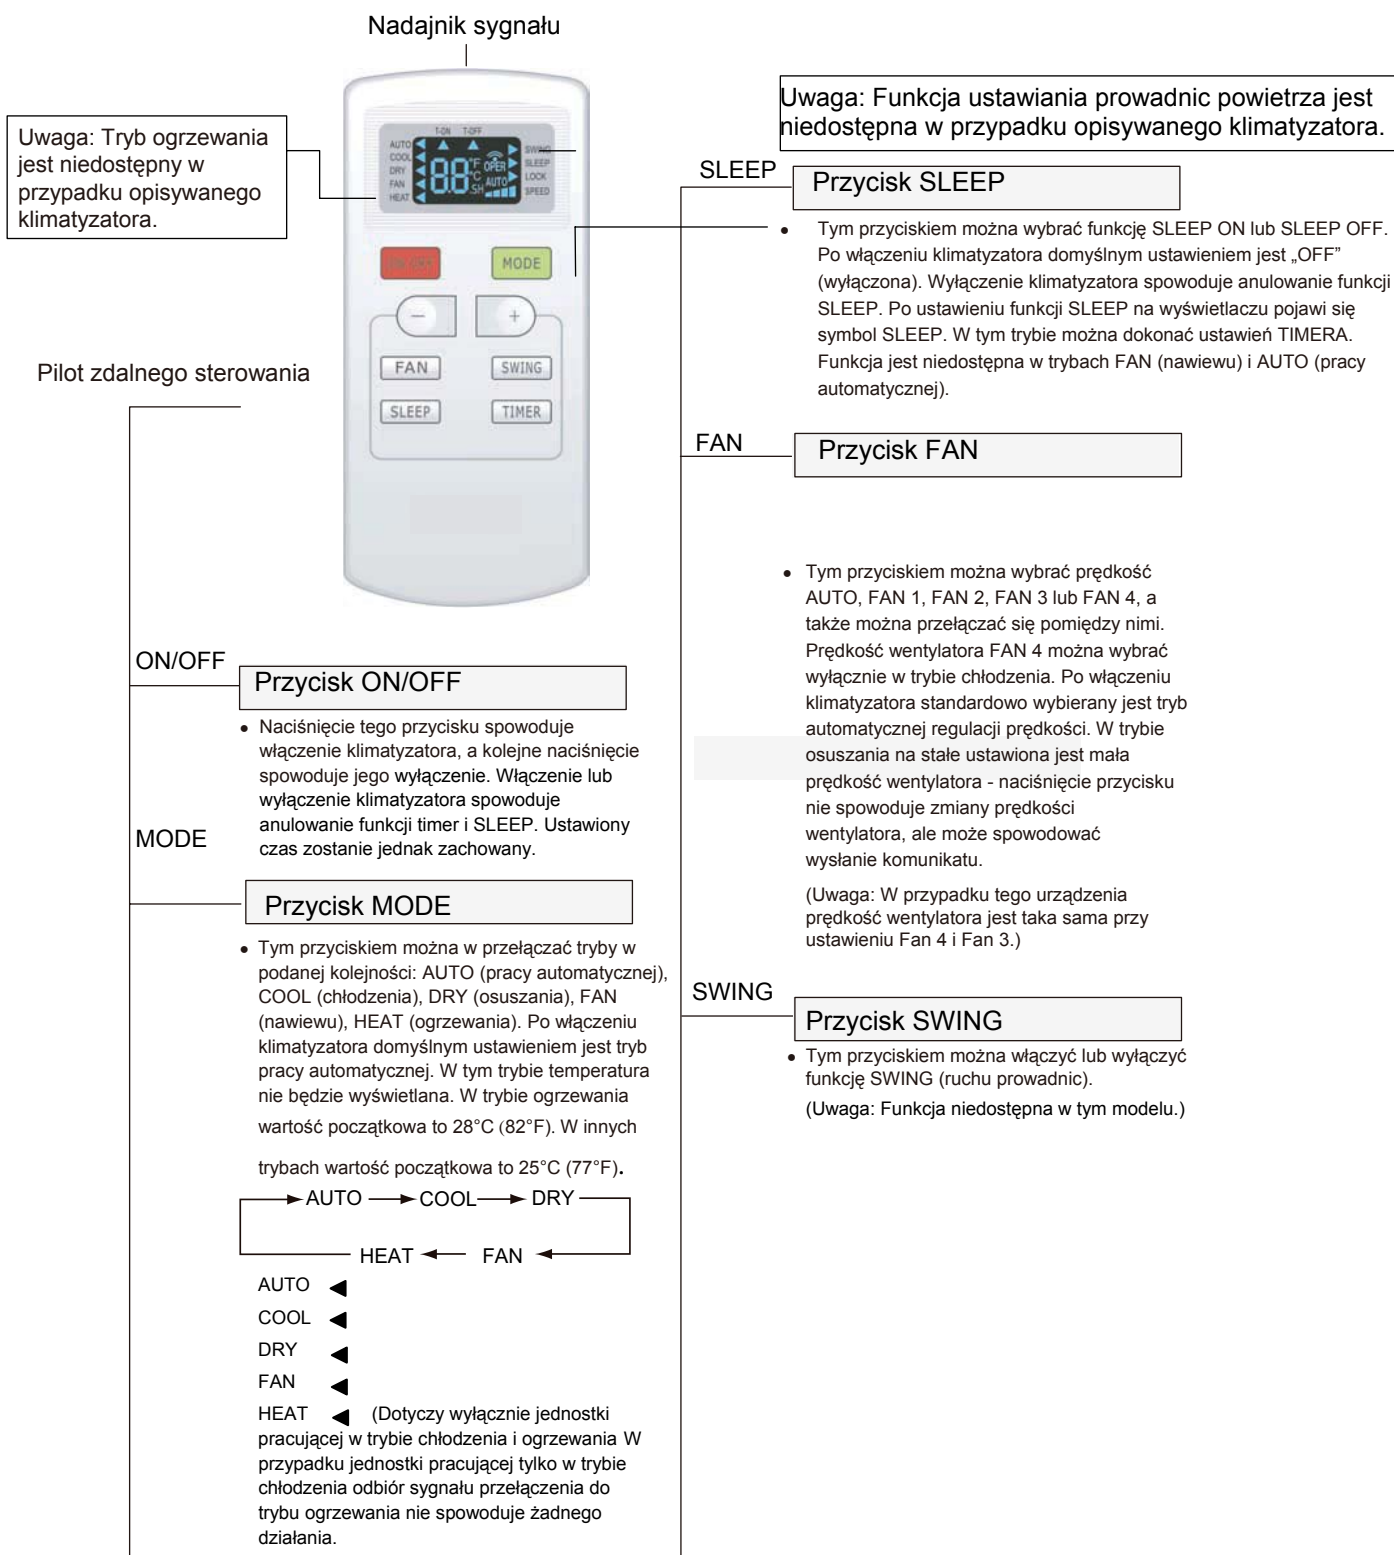 Nadajnik sygnału
Uwaga: Tryb ogrzewania
jest niedostępny w
przypadku opisywanego
klimatyzatora.
T-ON T-OFF
AUTO
COOL
DRY
FAN
HEAT
88
°F
°C
SH
OPER
AUTO
SWING
SLEEP
LOCK
SPEED
ON/OFF
MODE
−
+
FAN
SWING
SLEEP
TIMER
Pilot zdalnego sterowania
ON/OFF
Przycisk ON/OFF
● Naciśnięcie tego przycisku spowoduje
włączenie klimatyzatora, a kolejne naciśnięcie
spowoduje jego wyłączenie. Włączenie lub
wyłączenie klimatyzatora spowoduje
anulowanie funkcji timer i SLEEP. Ustawiony
czas zostanie jednak zachowany.
MODE
Przycisk MODE
● Tym przyciskiem można w przełączać tryby w
podanej kolejności: AUTO (pracy automatycznej),
COOL (chłodzenia), DRY (osuszania), FAN
(nawiewu), HEAT (ogrzewania). Po włączeniu
klimatyzatora domyślnym ustawieniem jest tryb
pracy automatycznej. W tym trybie temperatura
nie będzie wyświetlana. W trybie ogrzewania
wartość początkowa to 28°C (82°F). W innych
trybach wartość początkowa to 25°C (77°F).
AUTO COOL DRY
HEAT FAN
AUTO
COOL
DRY
FAN
HEAT (Dotyczy wyłącznie jednostki
pracującej w trybie chłodzenia i ogrzewania W
przypadku jednostki pracującej tylko w trybie
chłodzenia odbiór sygnału przełączenia do
trybu ogrzewania nie spowoduje żadnego
działania.
Uwaga: Funkcja ustawiania prowadnic powietrza jest
niedostępna w przypadku opisywanego klimatyzatora.
SLEEP
Przycisk SLEEP
● Tym przyciskiem można wybrać funkcję SLEEP ON lub SLEEP OFF.
Po włączeniu klimatyzatora domyślnym ustawieniem jest „OFF”
(wyłączona). Wyłączenie klimatyzatora spowoduje anulowanie funkcji
SLEEP. Po ustawieniu funkcji SLEEP na wyświetlaczu pojawi się
symbol SLEEP. W tym trybie można dokonać ustawień TIMERA.
Funkcja jest niedostępna w trybach FAN (nawiewu) i AUTO (pracy
automatycznej).
FAN
Przycisk FAN
● Tym przyciskiem można wybrać prędkość
AUTO, FAN 1, FAN 2, FAN 3 lub FAN 4, a
także można przełączać się pomiędzy nimi.
Prędkość wentylatora FAN 4 można wybrać
wyłącznie w trybie chłodzenia. Po włączeniu
klimatyzatora standardowo wybierany jest tryb
automatycznej regulacji prędkości. W trybie
osuszania na stałe ustawiona jest mała
prędkość wentylatora - naciśnięcie przycisku
nie spowoduje zmiany prędkości
wentylatora, ale może spowodować
wysłanie komunikatu.
(Uwaga: W przypadku tego urządzenia
prędkość wentylatora jest taka sama przy
ustawieniu Fan 4 i Fan 3.)
SWING
Przycisk SWING
● Tym przyciskiem można włączyć lub wyłączyć
funkcję SWING (ruchu prowadnic).
(Uwaga: Funkcja niedostępna w tym modelu.)